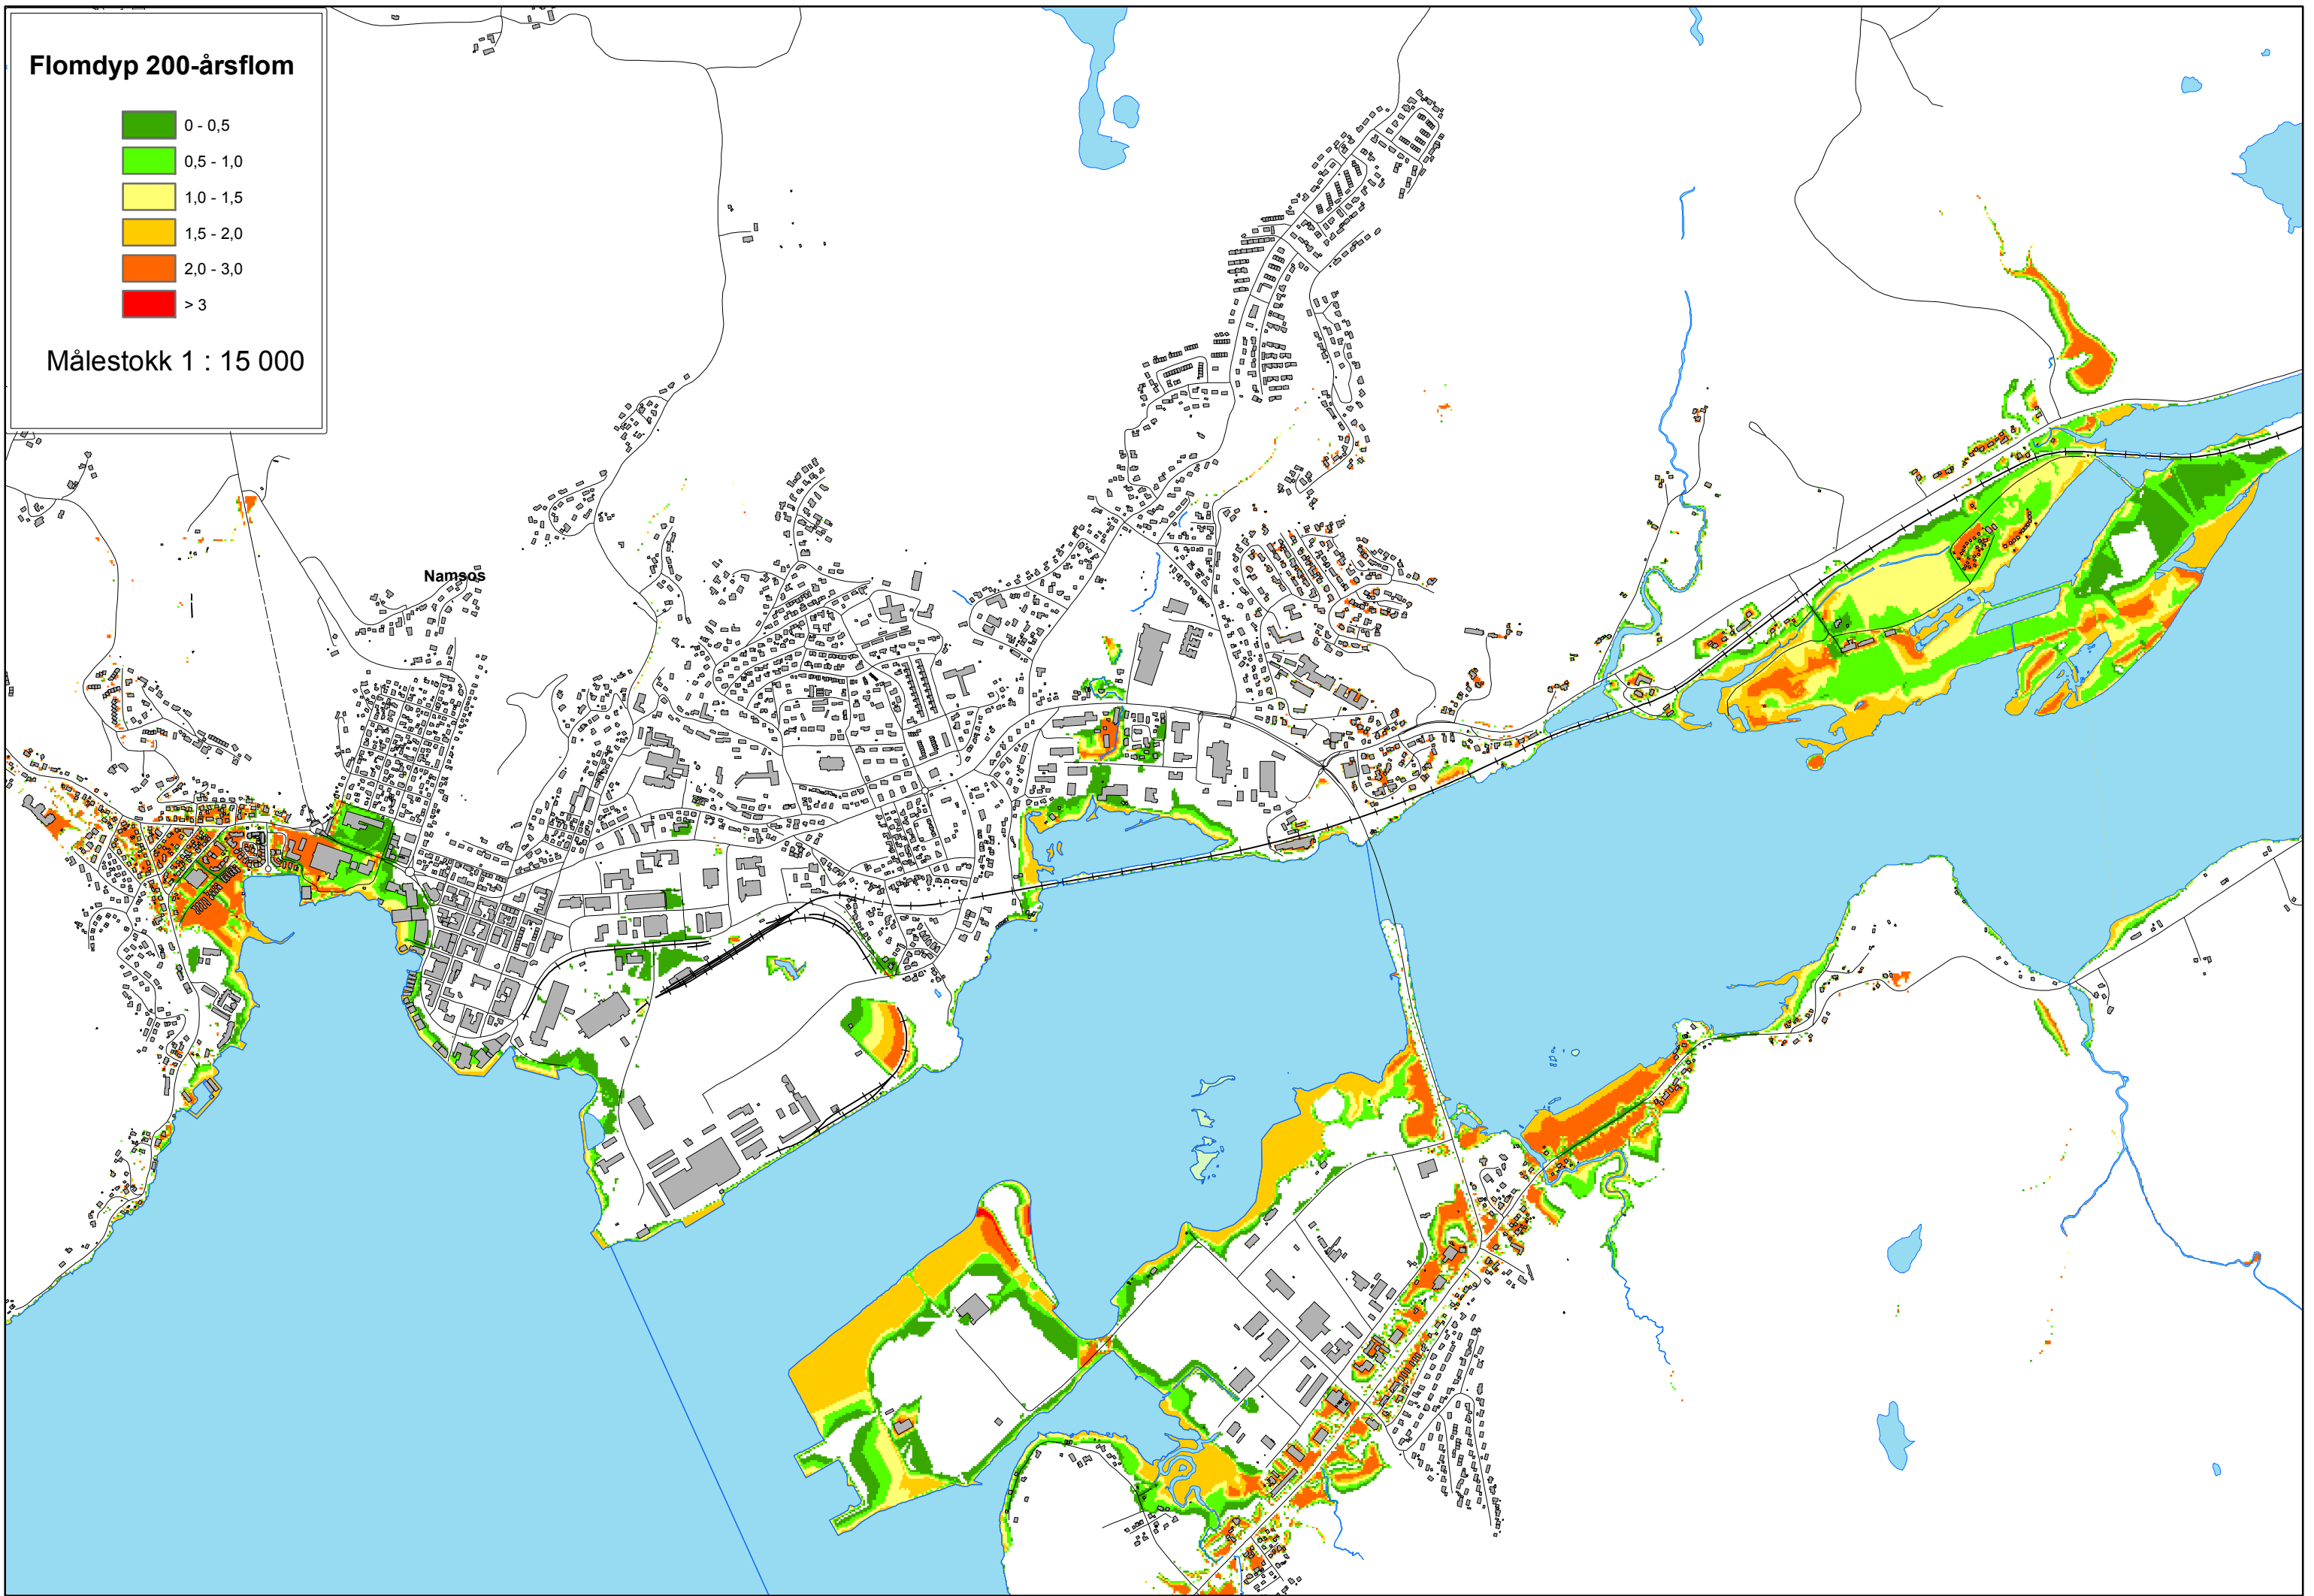 Flomdyp 200-årsflom
0 - 0,5
0,5 - 1,0
1,0 - 1,5
1,5 - 2,0
2,0 - 3,0
> 3
Målestokk 1 : 15 000
Namsos